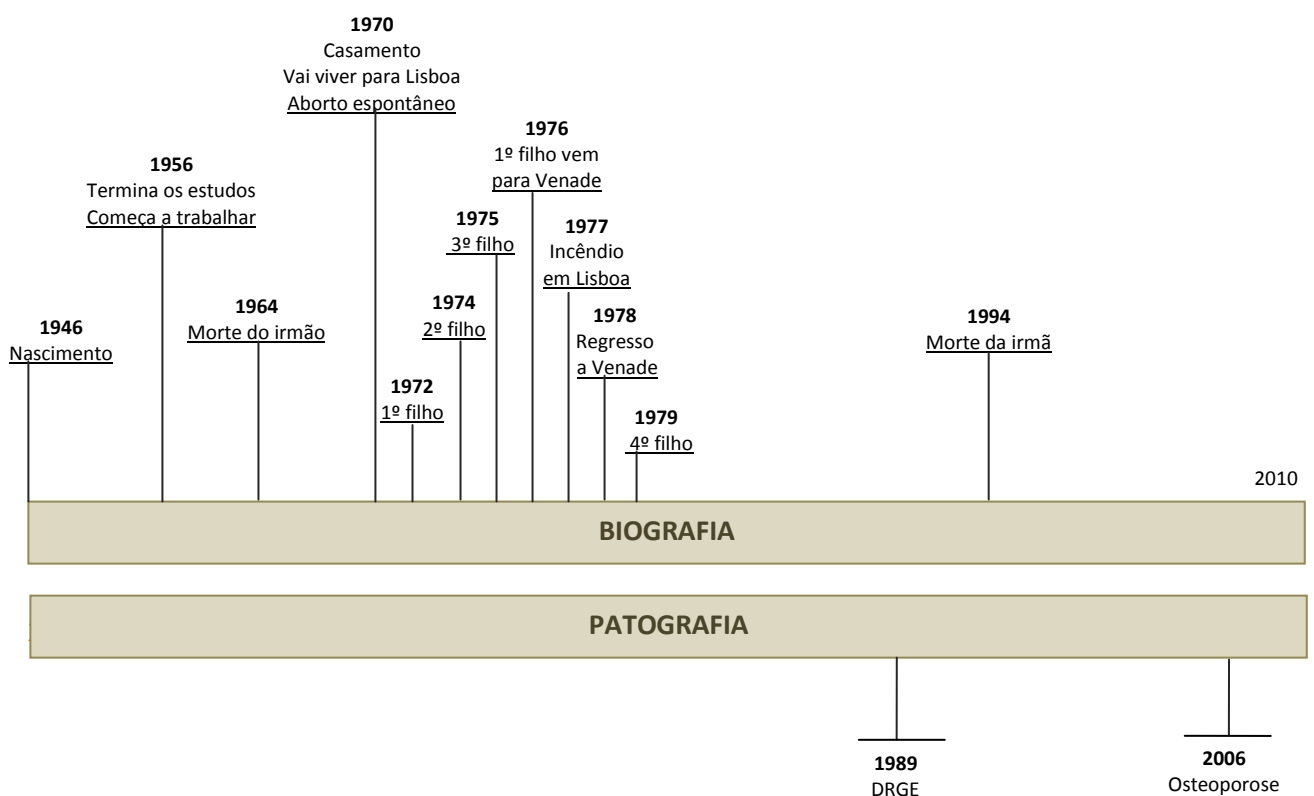 1970
Casamento
Vai viver para Lisboa
Aborto espontâneo
1976
1º filho vem
para Venade
1956
Termina os estudos
Começa a trabalhar
1975
3º filho
1977
Incêndio
em Lisboa
1974
2º filho
1964
Morte do irmão
1978
Regresso
a Venade
1994
Morte da irmã
1946
Nascimento
1972
1º filho
1979
4º filho
2010
BIOGRAFIA
PATOGRAFIA
1989
DRGE
2006
Osteoporose